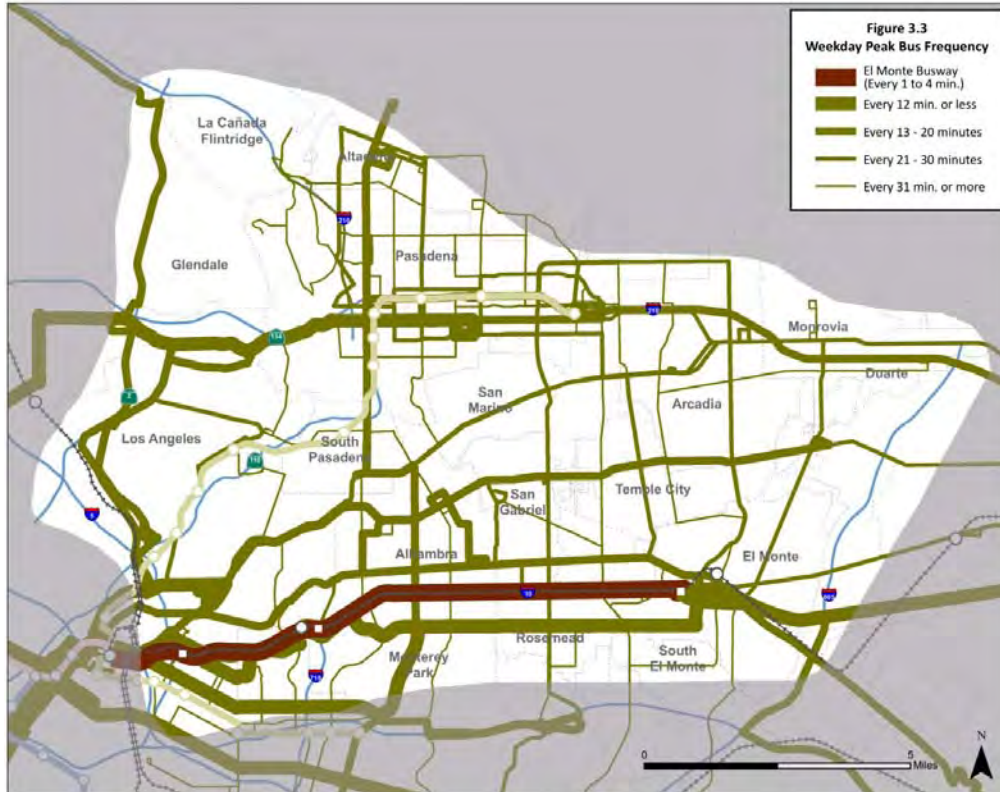 Figure 3.3
Weekday Peak Bus Frequency
El Monte Busway
(Every 1 to 4 min.)
Every 12 min. or less
Every 13 - 20 minutes
Every 21 - 30 minutes
Every 31 min. or more
La Cañada
Flintridge
210
Glendale
Pasadena
134
210
Monrovia
Duarte
2
San
Marino
Arcadia
Los Angeles
South
Pasadena
110
5
San
Gabriel
Temple City
Alhambra
El Monte
10
605
Rosemead
Monterey
Park
South
El Monte
710
N
0
5
Miles